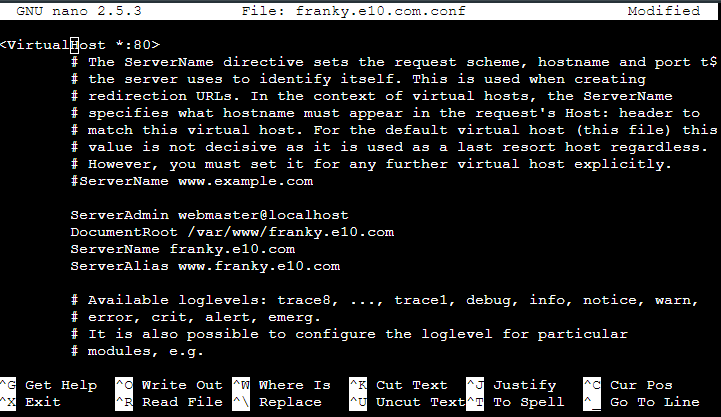 GNU nano 2.5.3 File: franky.e10.com.conf Modified
<VirtualHost *:80>
# The ServerName directive sets the request scheme, hostname and port t$
# the server uses to identify itself. This is used when creating
# redirection URLs. In the context of virtual hosts, the ServerName
# specifies what hostname must appear in the request's Host: header to
# match this virtual host. For the default virtual host (this file) this
# value is not decisive as it is used as a last resort host regardless.
# However, you must set it for any further virtual host explicitly.
#ServerName www.example.com
ServerAdmin webmaster@localhost
DocumentRoot /var/www/franky.e10.com
ServerName franky.e10.com
ServerAlias www.franky.e10.com
# Available loglevels: trace8, ..., trace1, debug, info, notice, warn,
# error, crit, alert, emerg.
# It is also possible to configure the loglevel for particular
# modules, e.g.
^G Get Help ^O Write Out ^W Where Is ^K Cut Text ^J Justify ^C Cur Pos
^X Exit ^R Read File ^\ Replace ^U Uncut Text ^T To Spell ^_ Go To Line